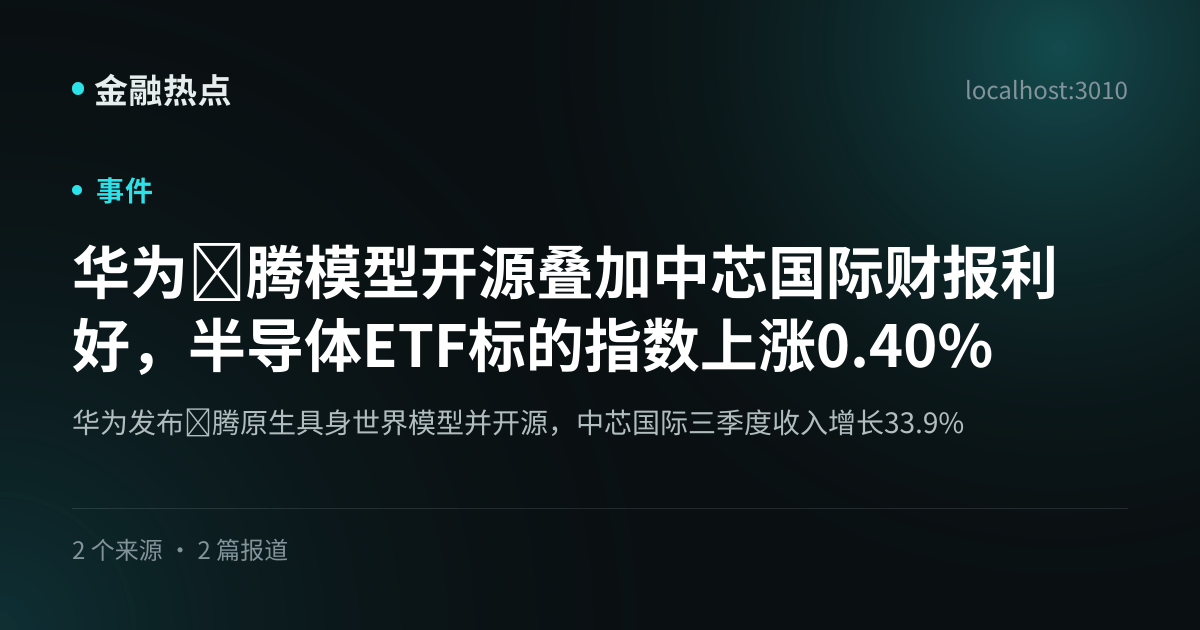 金融热点
localhost:3010
事件
华为腾模型开源叠加中芯国际财报利
好，半导体ETF标的指数上涨0.40%
华为发布腾原生具身世界模型并开源，中芯国际三季度收入增长33.9%
2 个来源 · 2 篇报道